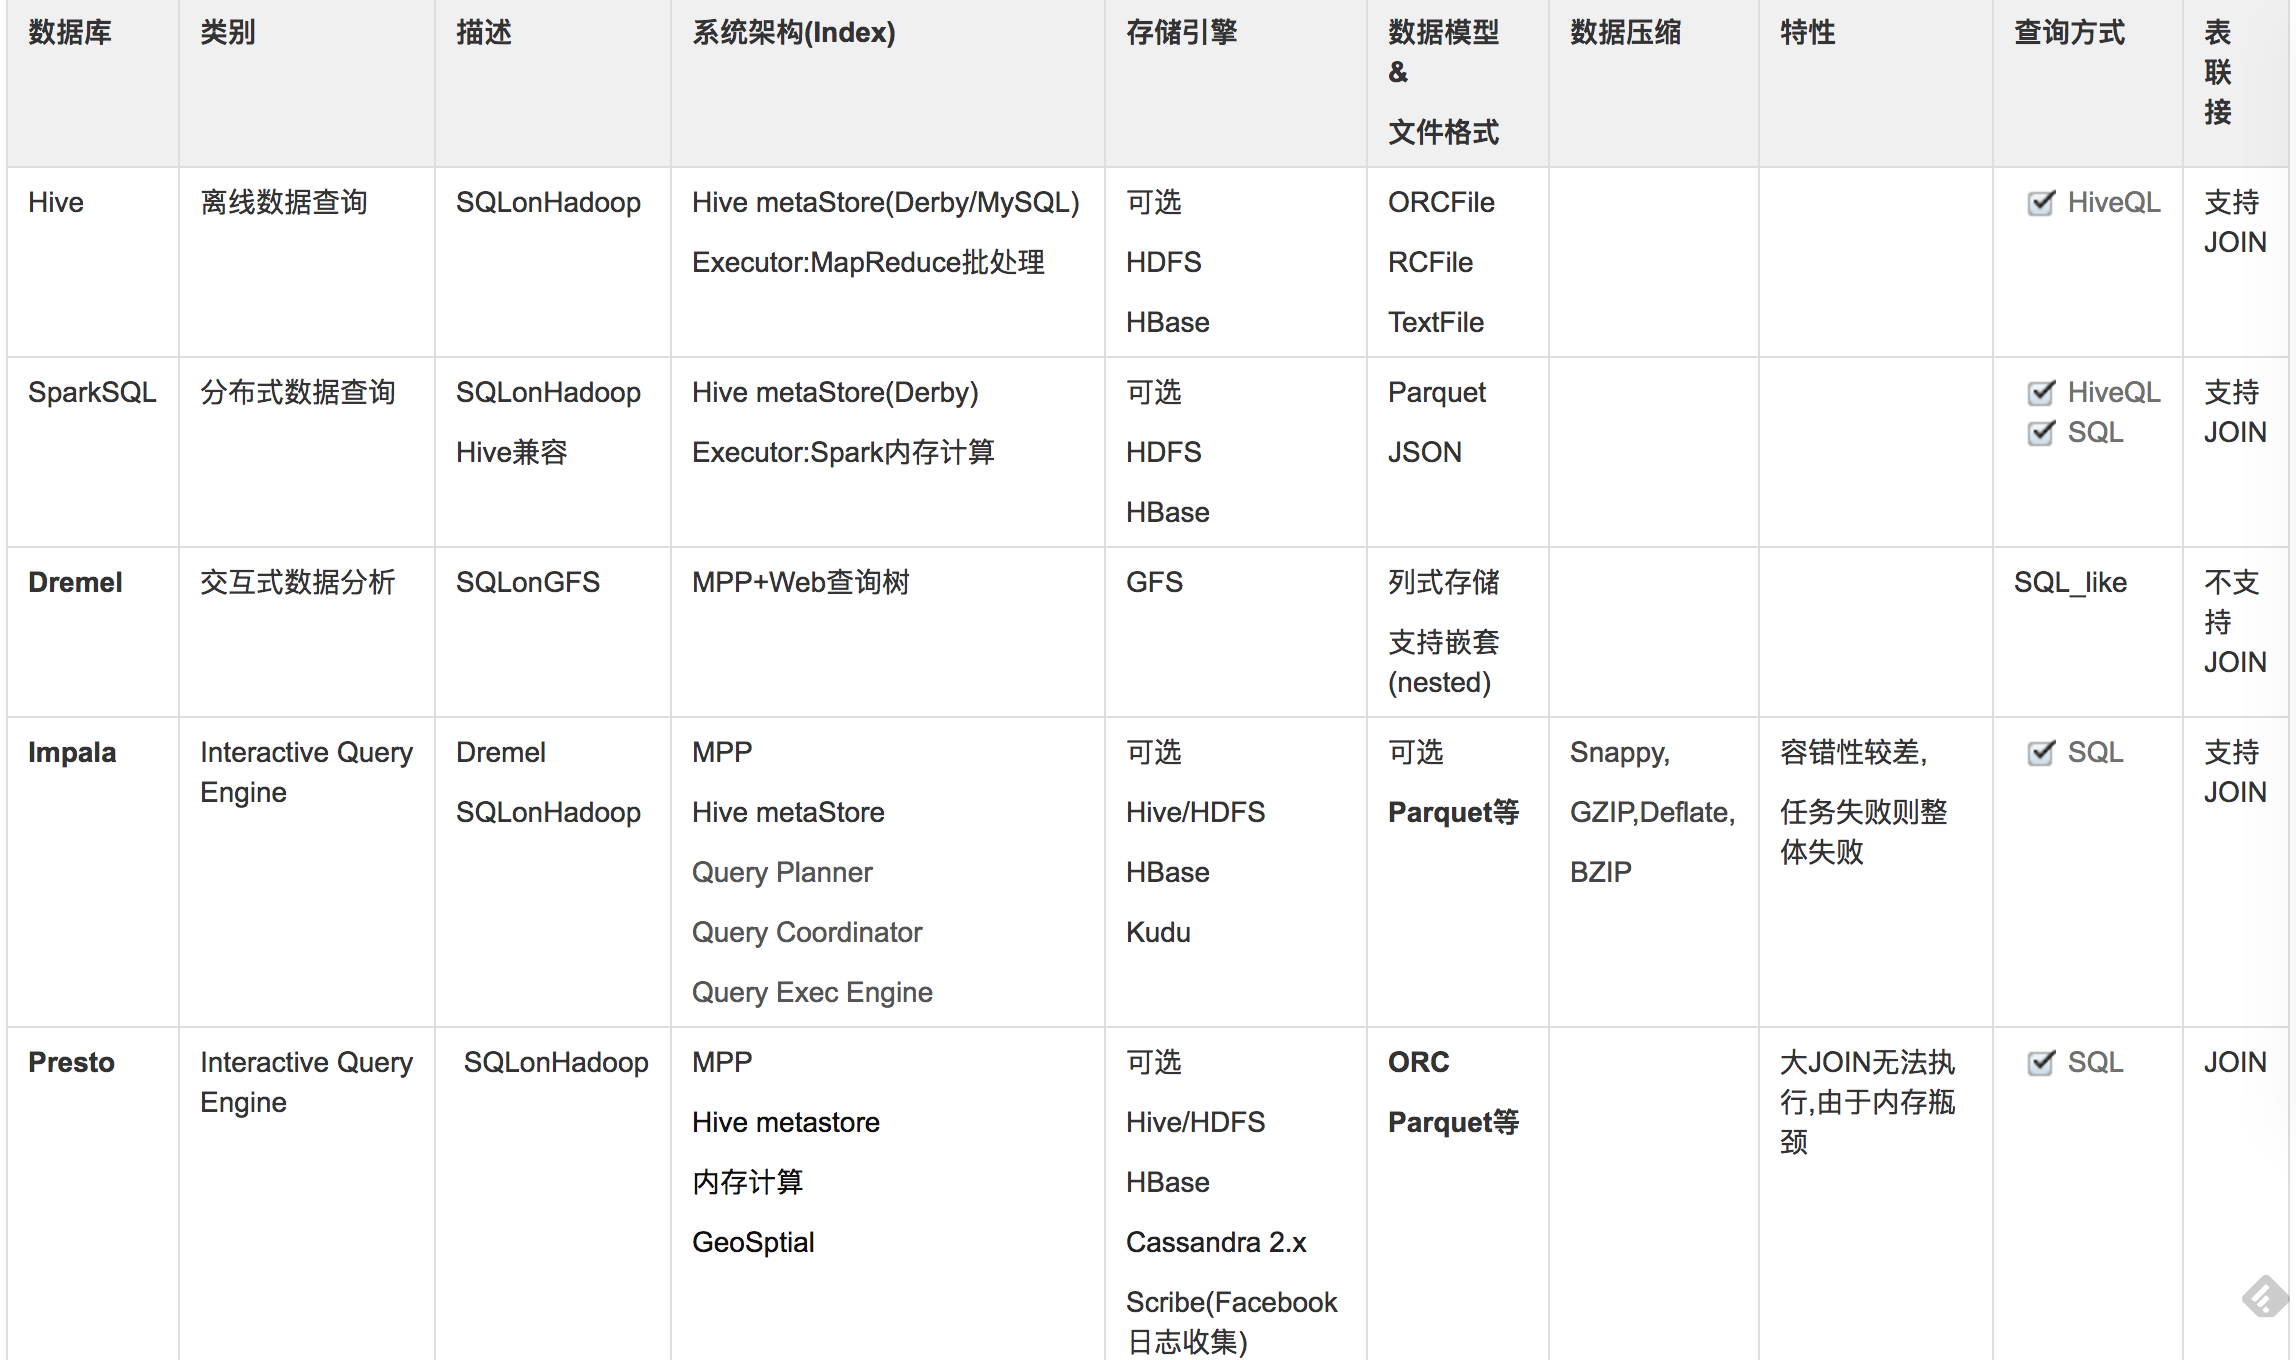 数据库
类别
描述
系统架构(Index)
存储引擎
数据模型
&
文件格式
数据压缩
特性
查询方式
表
联
接
Hive
离线数据查询
SQLonHadoop
Hive metaStore(Derby/MySQL)
Executor:MapReduce批处理
可选
HDFS
HBase
ORCFile
RCFile
TextFile
HiveQL
支持
JOIN
SparkSQL
分布式数据查询
SQLonHadoop
Hive兼容
Hive metaStore(Derby)
Executor:Spark内存计算
可选
HDFS
HBase
Parquet
JSON
HiveQL
SQL
支持
JOIN
Dremel
交互式数据分析
SQLonGFS
MPP+Web查询树
GFS
列式存储
支持嵌套
(nested)
SQL_like
不支
持
JOIN
Impala
Interactive Query
Engine
Dremel
SQLonHadoop
MPP
Hive metaStore
Query Planner
Query Coordinator
Query Exec Engine
可选
Hive/HDFS
HBase
Kudu
可选
Parquet等
Snappy,
GZIP,Deflate,
BZIP
容错性较差,
任务失败则整
体失败
SQL
支持
JOIN
Presto
Interactive Query
Engine
SQLonHadoop
MPP
Hive metastore
内存计算
GeoSptial
可选
Hive/HDFS
HBase
Cassandra 2.x
Scribe(Facebook
日志收集)
ORC
Parquet等
大JOIN无法执
行,由于内存瓶
颈
SQL
JOIN